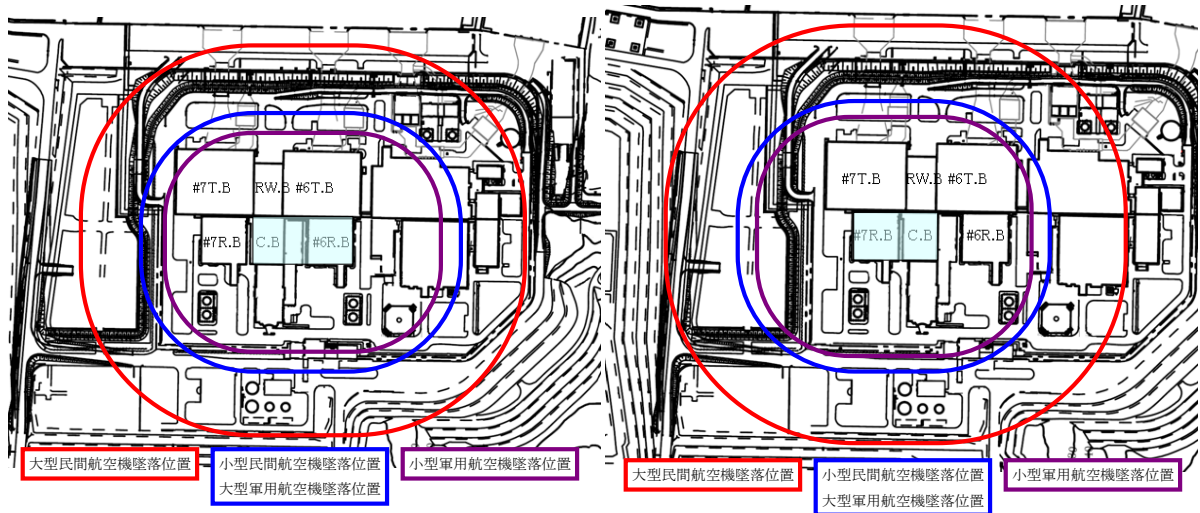 #7T.B
RW.B
#6T.B
#7R.B
C.B
#6R.B
大型民間航空機墜落位置
小型民間航空機墜落位置
大型軍用航空機墜落位置
小型軍用航空機墜落位置
#7T.B
RW.B
#6T.B
#7R.B
C.B
#6R.B
大型民間航空機墜落位置
小型民間航空機墜落位置
大型軍用航空機墜落位置
小型軍用航空機墜落位置